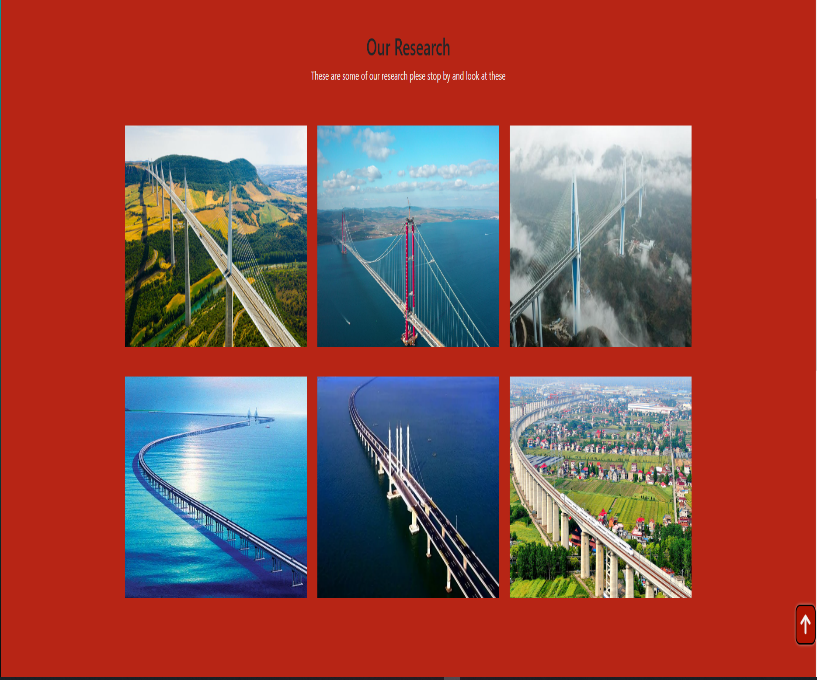 Our Research
These are some of our research plese stop by and look at these